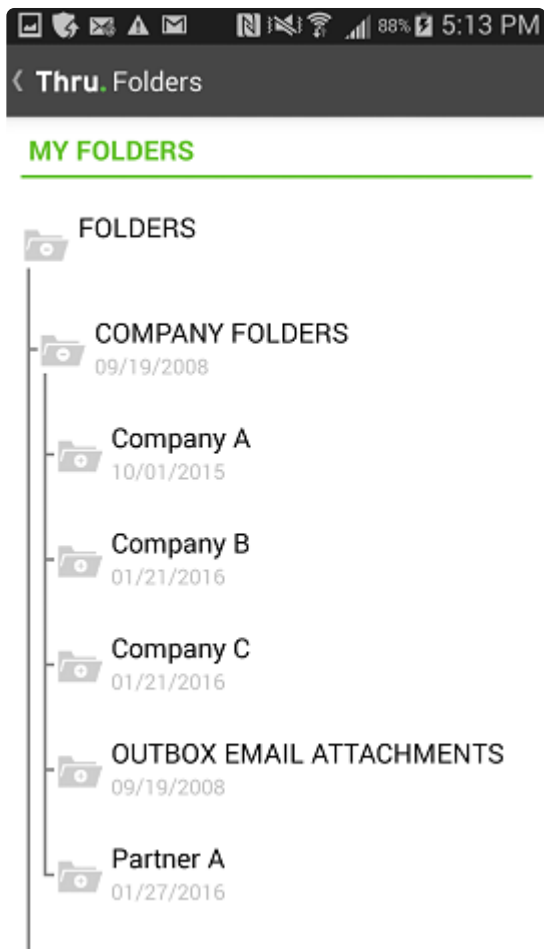 88% 5:13 PM
Thru. Folders
MY FOLDERS
FOLDERS
COMPANY FOLDERS
09/19/2008
Company A
10/01/2015
Company B
01/21/2016
Company C
01/21/2016
OUTBOX EMAIL ATTACHMENTS
09/19/2008
Partner A
01/27/2016